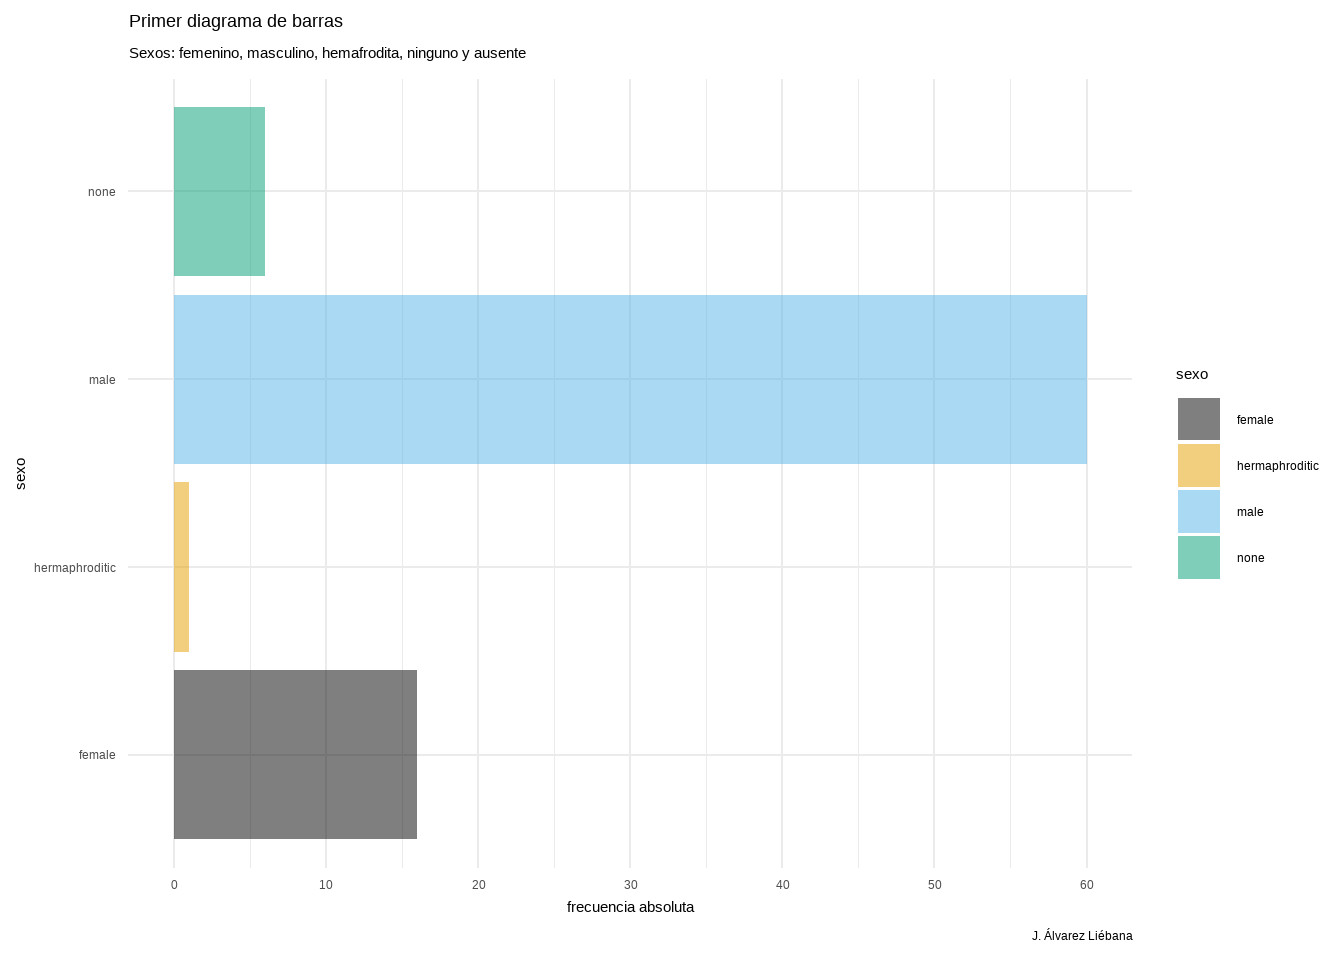 Primer diagrama de barras
Sexos: femenino, masculino, hemafrodita, ninguno y ausente
none
male
hermaphroditic
female
sexo
0 10 20 30 40 50 60
frecuencia absoluta
sexo
female
hermaphroditic
male
none
J. Álvarez Liébana